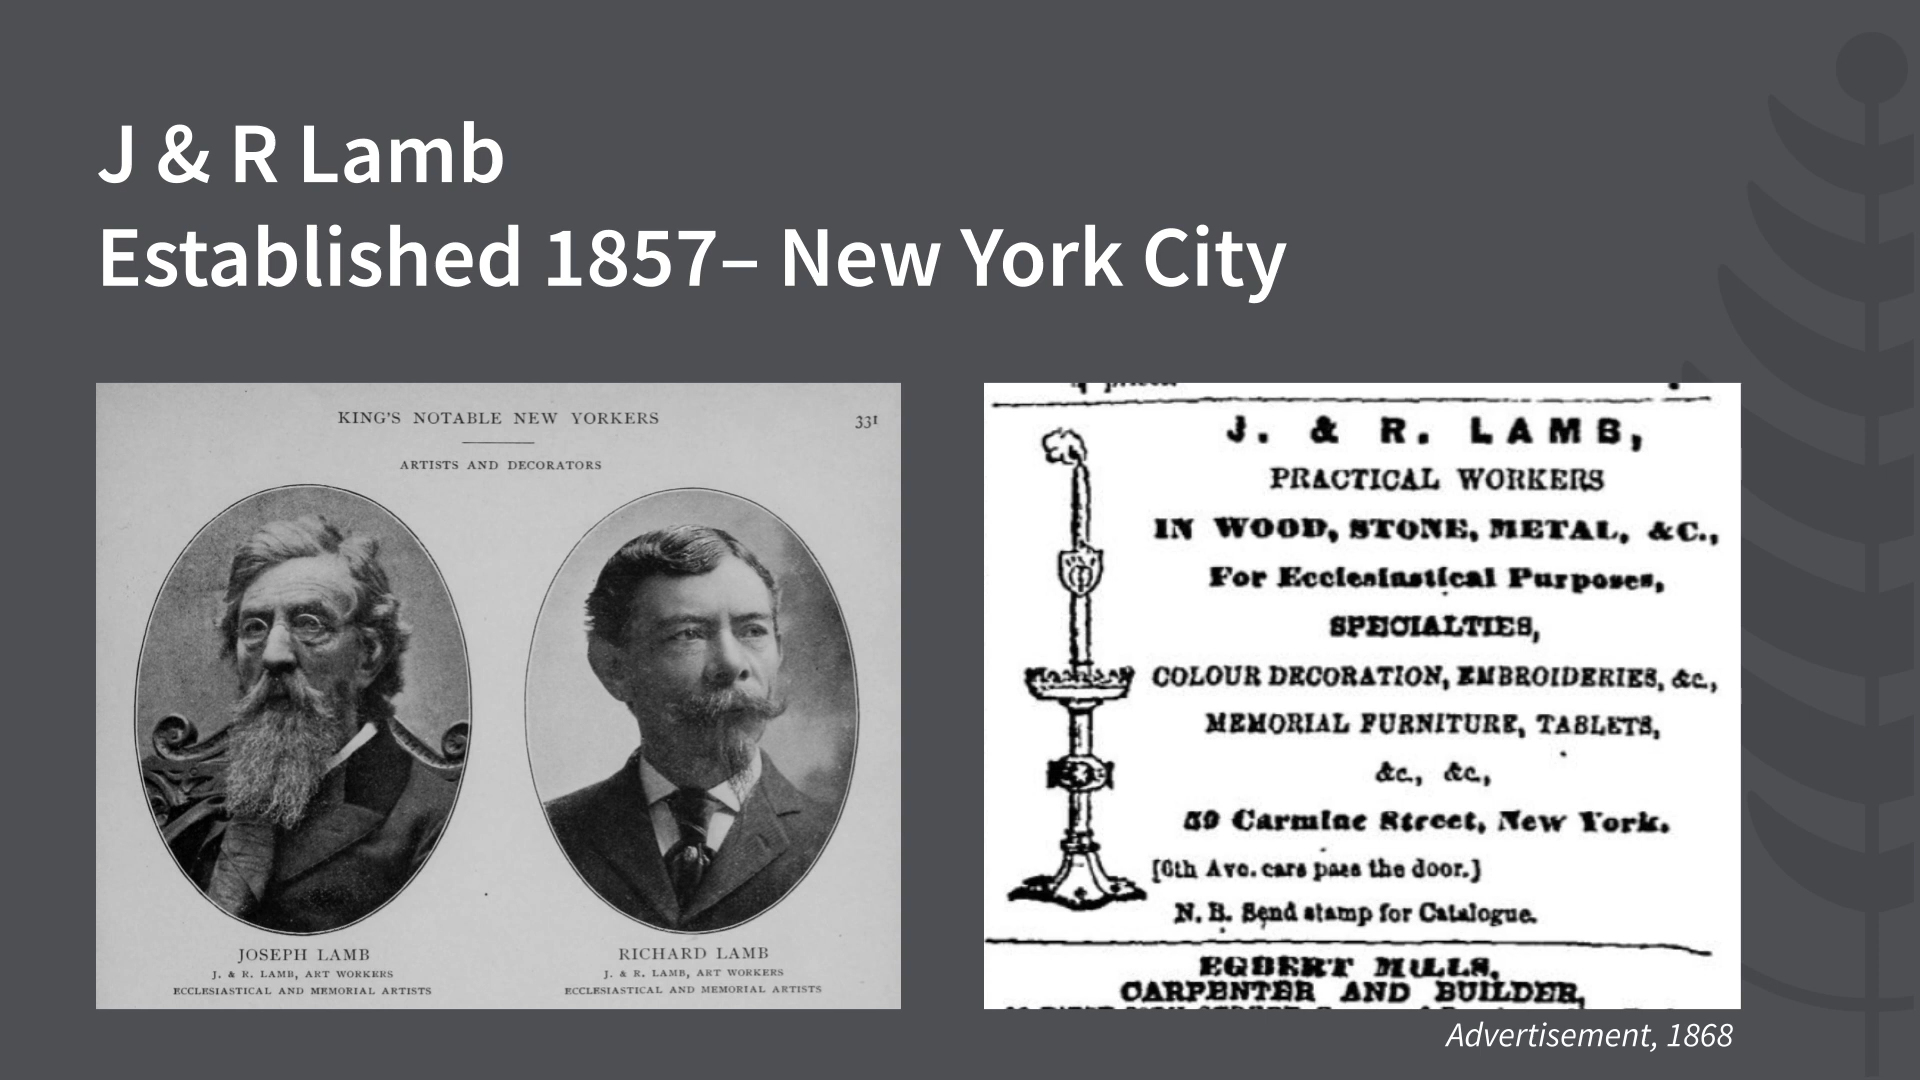 J & R Lamb
Established 1857– New York City
KING'S NOTABLE NEW YORKERS 331
ARTISTS AND DECORATORS
JOSEPH LAMB
J. & R. LAMB, ART WORKERS
ECCLESIASTICAL AND MEMORIAL ARTISTS
RICHARD LAMB
J. & R. LAMB, ART WORKERS
ECCLESIASTICAL AND MEMORIAL ARTISTS
J. & R. LAMB,
PRACTICAL WORKERS
IN WOOD, STONE, METAL, &C.,
For Ecclesiastical Purposes,
SPECIALTIES,
COLOUR DECORATION, EMBROIDERIES, &c.,
MEMORIAL FURNITURE, TABLETS,
&c., &c.,
59 Carmine Street, New York.
[6th Ave. cars pass the door.]
N. B. Send stamp for Catalogue.
EGBERT MILLS,
CARPENTER AND BUILDER,
Advertisement, 1868